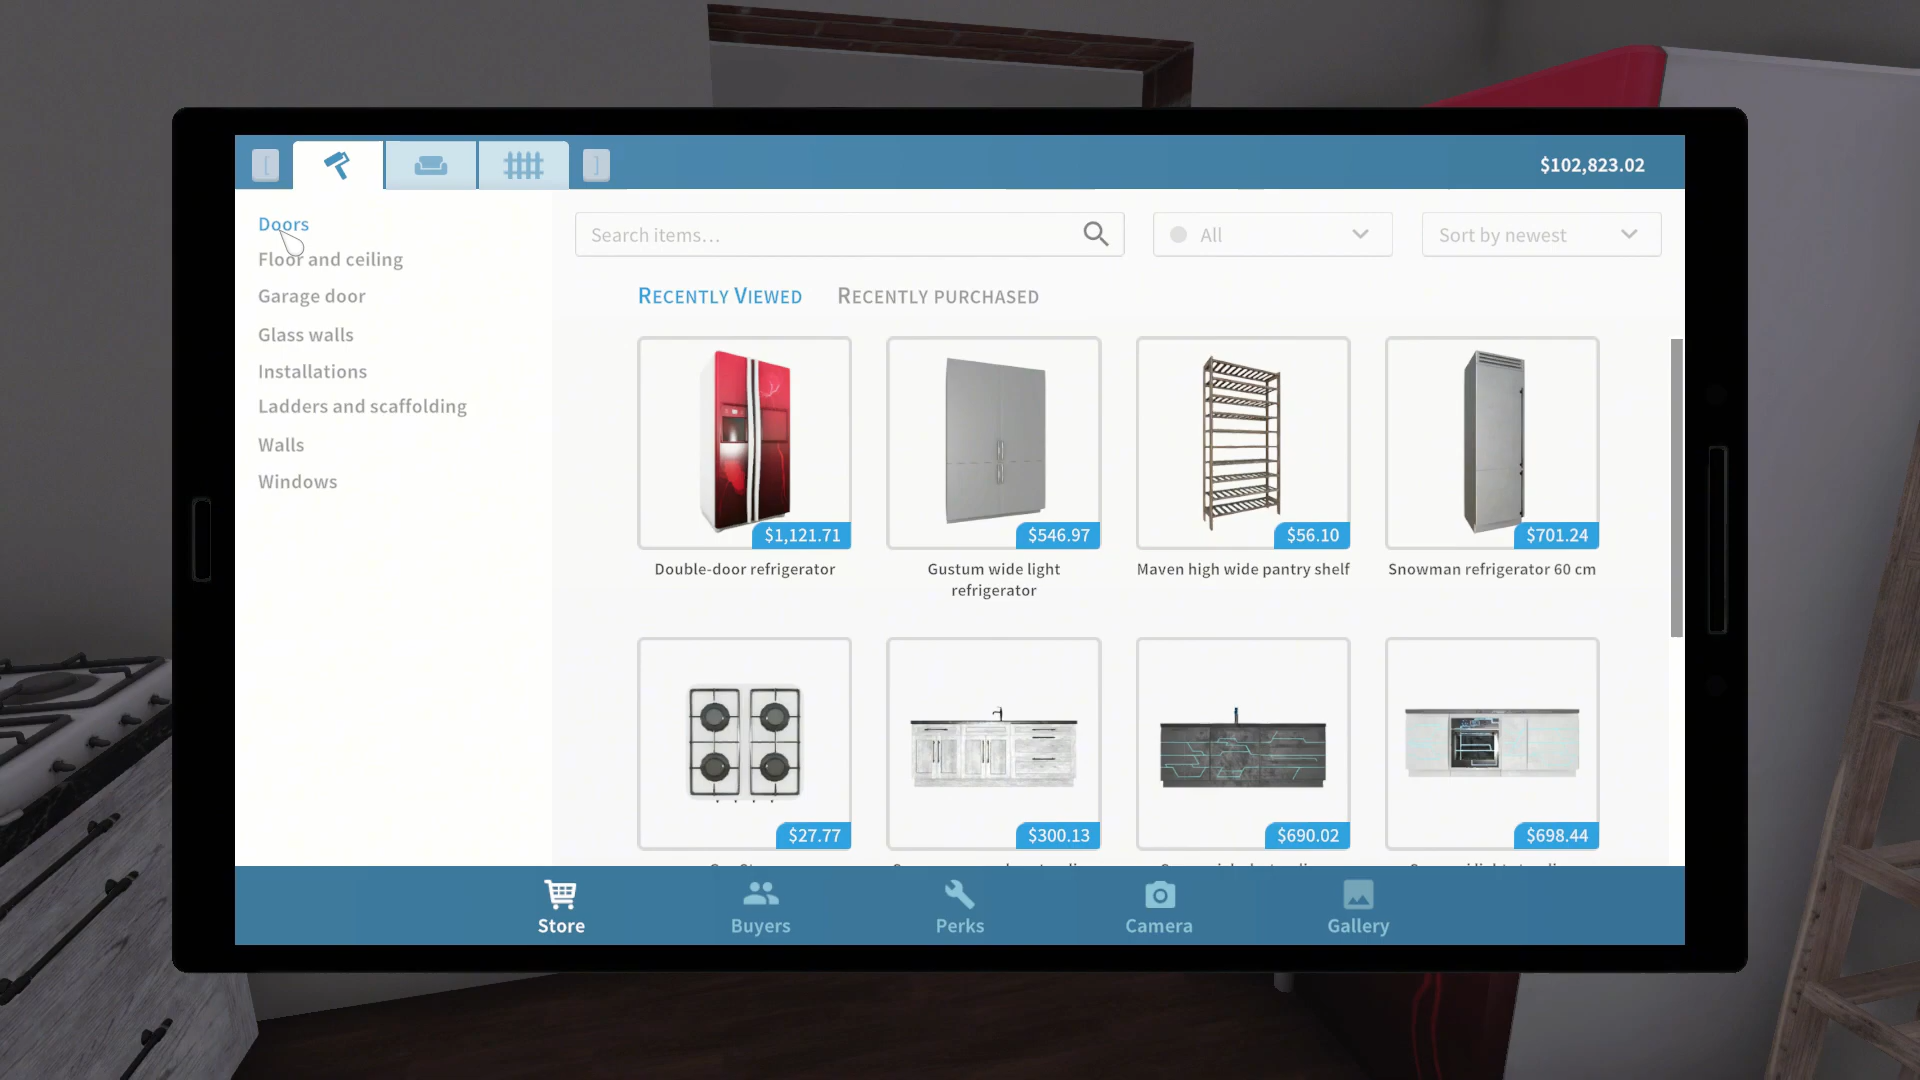 [
]
$102,823.02
Doors
Floor and ceiling
Garage door
Glass walls
Installations
Ladders and scaffolding
Walls
Windows
Search items...
All
Sort by newest
RECENTLY VIEWED
RECENTLY PURCHASED
$1,121.71
$546.97
$56.10
$701.24
Double-door refrigerator
Gustum wide light
refrigerator
Maven high wide pantry shelf
Snowman refrigerator 60 cm
$27.77
$300.13
$690.02
$698.44
Store
Buyers
Perks
Camera
Gallery